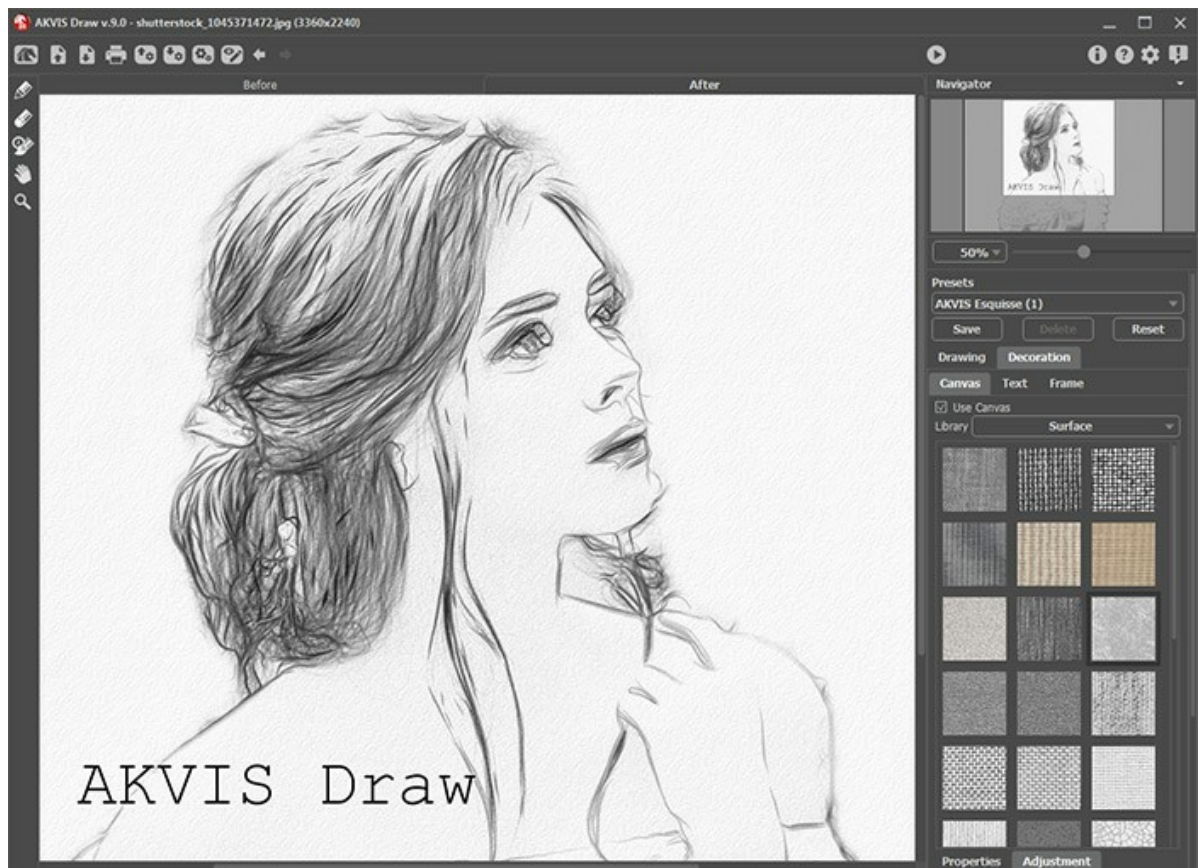 AKVIS Draw v.9.0 - shutterstock_1045371472.jpg (3360x2240)
Before
After
Navigator
AKVIS Draw
50%
Presets
AKVIS Esquisse (1)
Save
Delete
Reset
Drawing
Decoration
Canvas
Text
Frame
Use Canvas
Library
Surface
AKVIS Draw
Properties
Adjustment